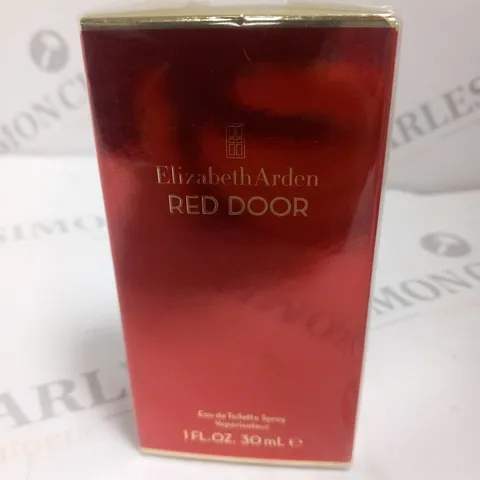 ElizabethArden
RED DOOR
Eau de Toilette Spray
Vaporisateur
1 FL.OZ. 30 mL e